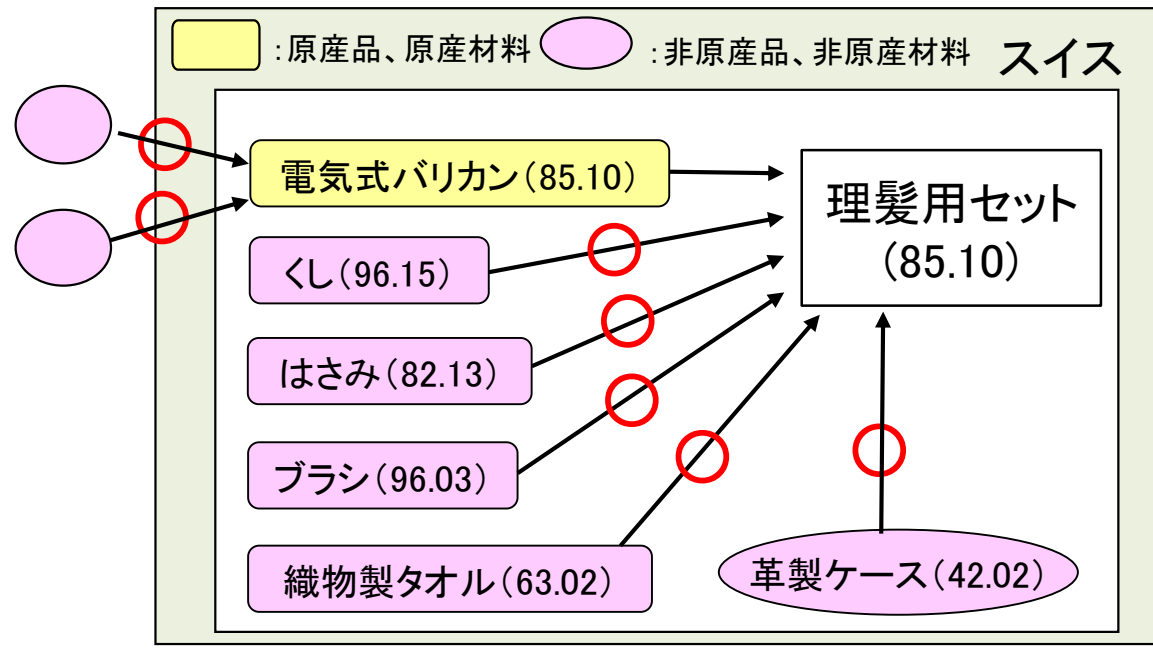 :原産品、原産材料
:非原産品、非原産材料
スイス
電気式バリカン(85.10)
理髪用セット
(85.10)
くし(96.15)
はさみ(82.13)
ブラシ(96.03)
織物製タオル(63.02)
革製ケース(42.02)